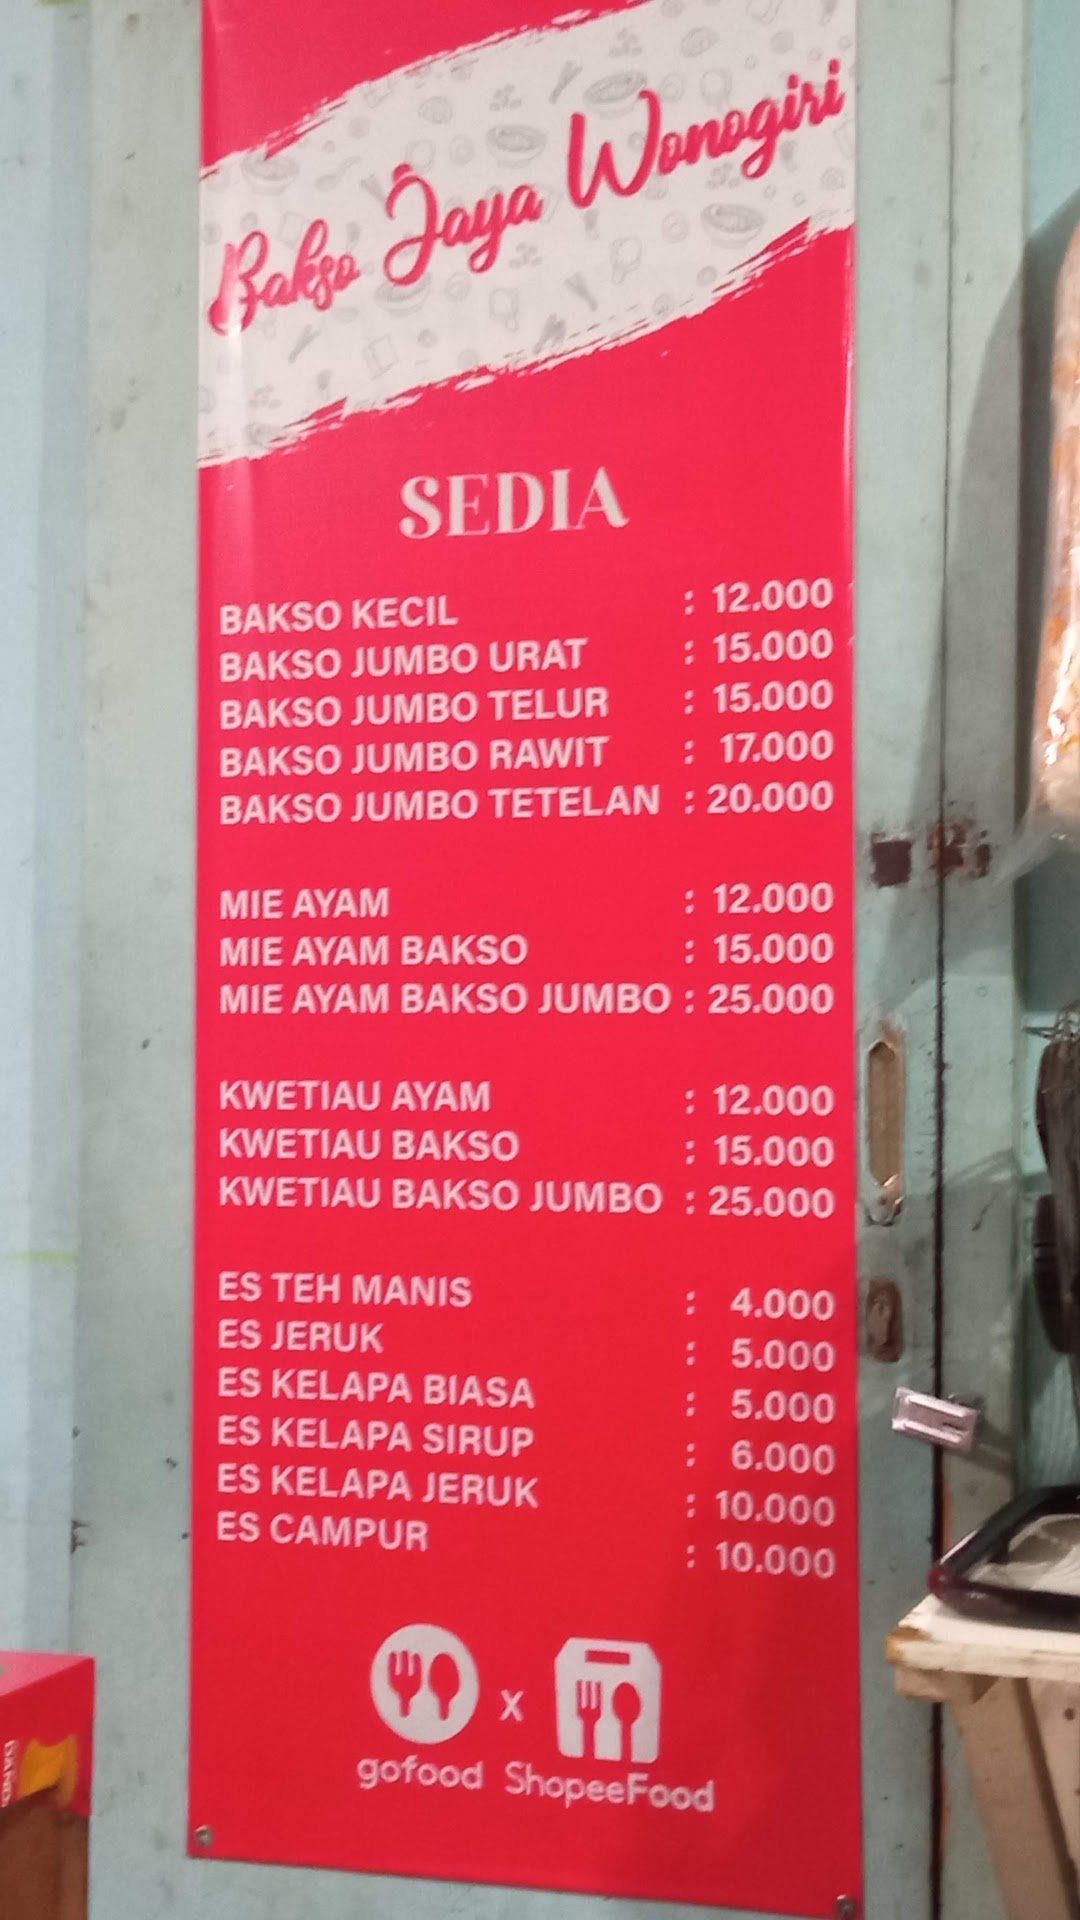 Bakso Jaya Wonogiri
SEDIA
BAKSO KECIL : 12.000
BAKSO JUMBO URAT : 15.000
BAKSO JUMBO TELUR : 15.000
BAKSO JUMBO RAWIT : 17.000
BAKSO JUMBO TETELAN : 20.000
MIE AYAM : 12.000
MIE AYAM BAKSO : 15.000
MIE AYAM BAKSO JUMBO : 25.000
KWETIAU AYAM : 12.000
KWETIAU BAKSO : 15.000
KWETIAU BAKSO JUMBO : 25.000
ES TEH MANIS : 4.000
ES JERUK : 5.000
ES KELAPA BIASA : 5.000
ES KELAPA SIRUP : 6.000
ES KELAPA JERUK : 10.000
ES CAMPUR : 10.000
x
gofood ShopeeFood